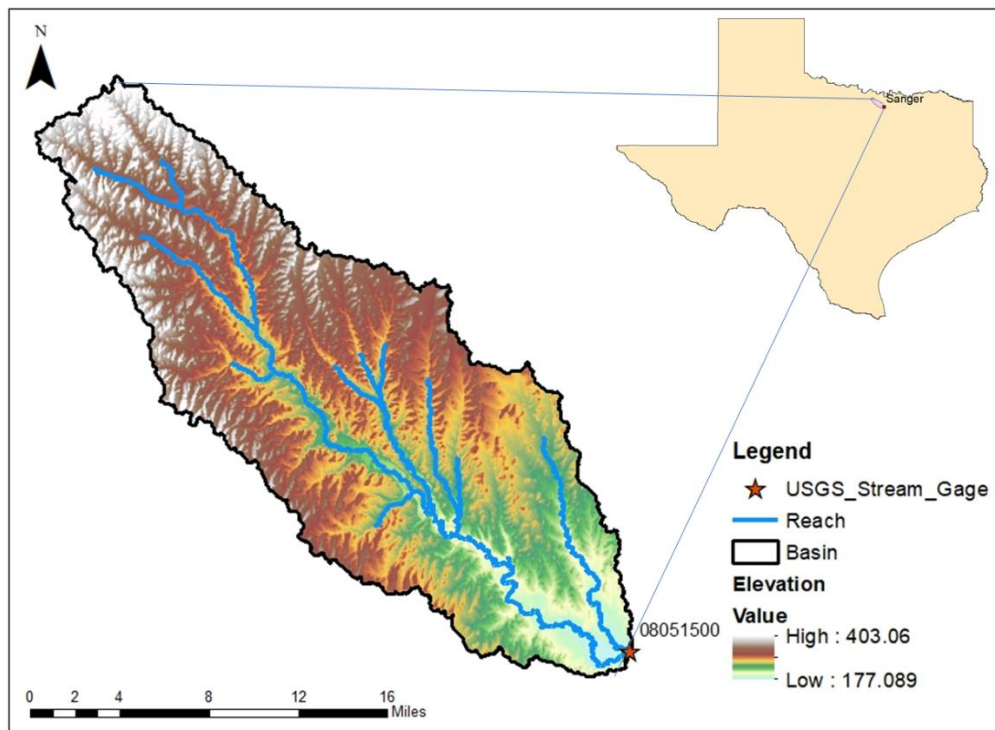 N
Sanger
Legend
USGS_Stream_Gage
Reach
Basin
Elevation
Value
High : 403.06
Low : 177.089
08051500
0 2 4 8 12 16
Miles